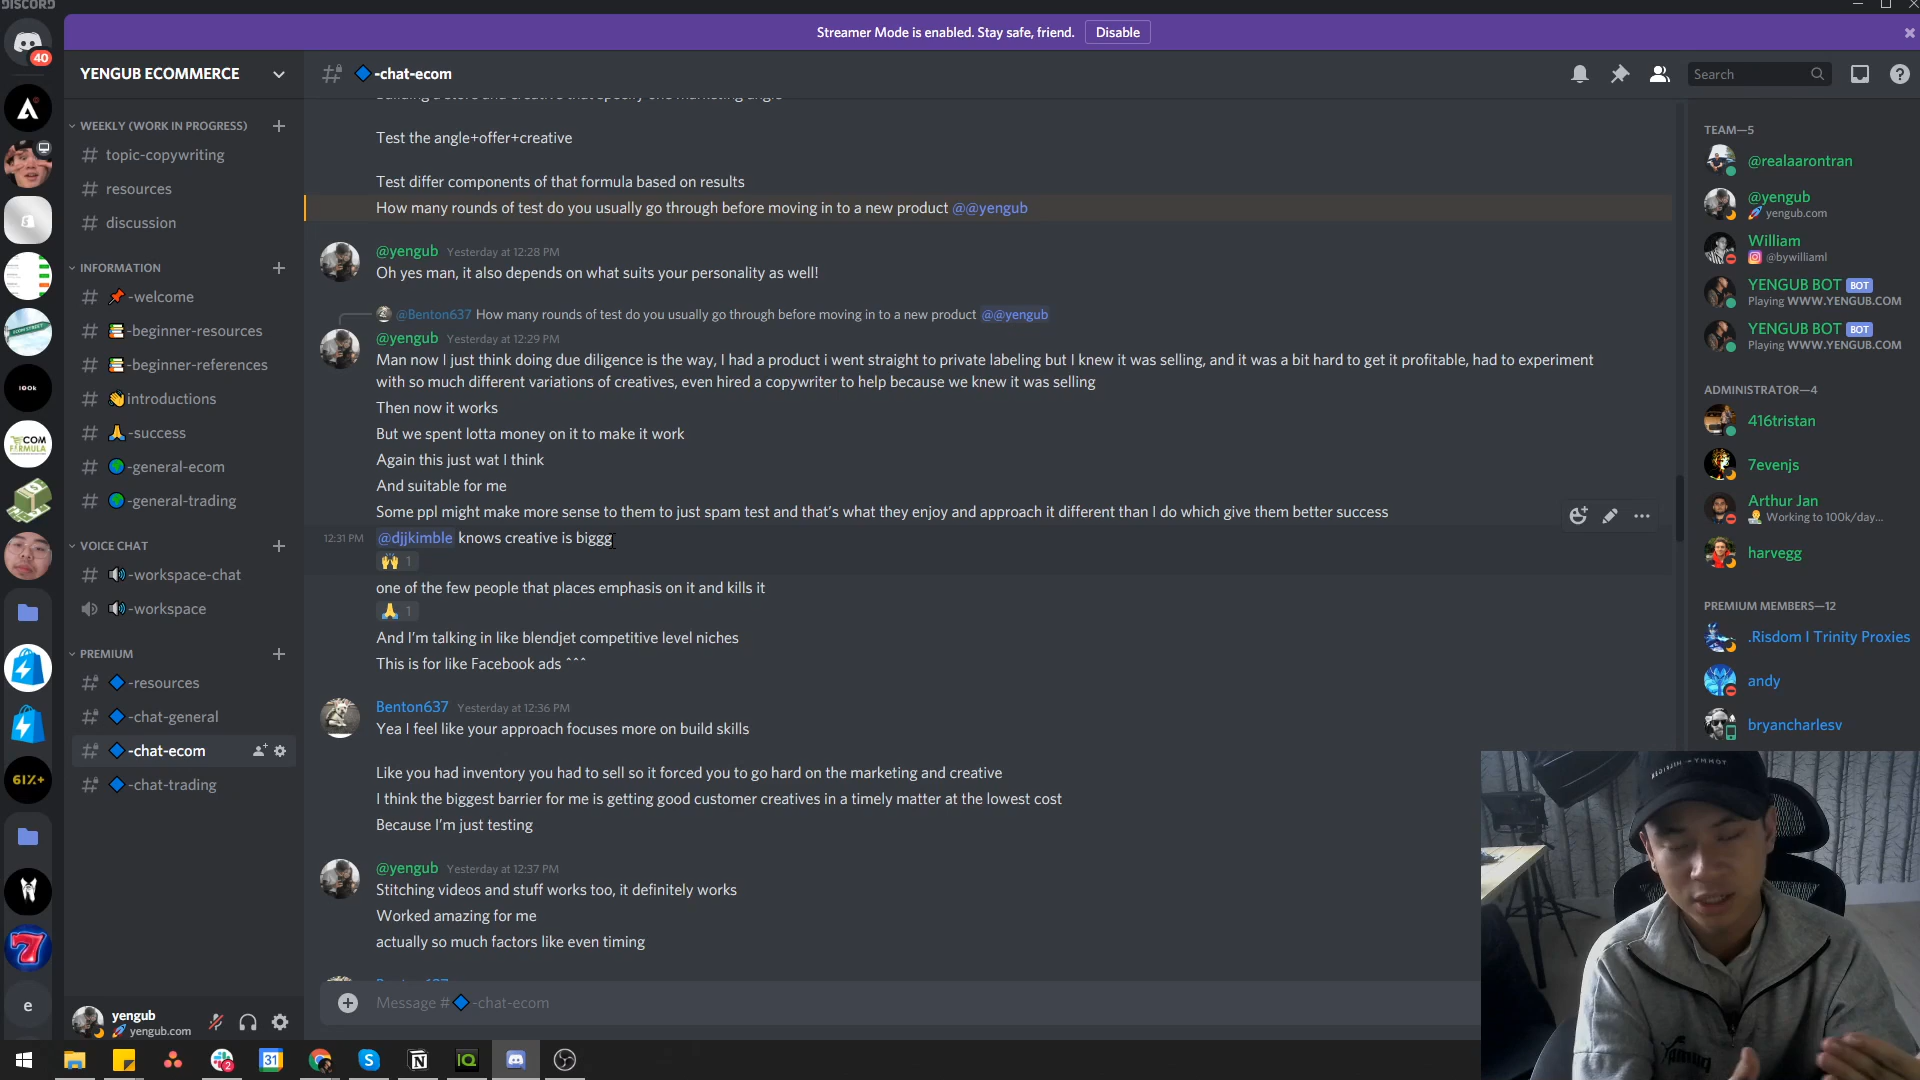 DISCORD
Streamer Mode is enabled. Stay safe, friend.
Disable
40
YENGUB ECOMMERCE
-chat-ecom
Search
WEEKLY (WORK IN PROGRESS)
topic-copywriting
resources
discussion
INFORMATION
-welcome
-beginner-resources
-beginner-references
introductions
-success
-general-ecom
-general-trading
VOICE CHAT
-workspace-chat
-workspace
PREMIUM
-resources
-chat-general
-chat-ecom
-chat-trading
100k
ECOM
FORMULA
61%+
7
e
yengub
yengub.com
Building a store and creative that specify one marketing angle
Test the angle+offer+creative
Test differ components of that formula based on results
How many rounds of test do you usually go through before moving in to a new product @@yengub
@yengub Yesterday at 12:28 PM
Oh yes man, it also depends on what suits your personality as well!
@Benton637 How many rounds of test do you usually go through before moving in to a new product @@yengub
@yengub Yesterday at 12:29 PM
Man now I just think doing due diligence is the way, I had a product i went straight to private labeling but I knew it was selling, and it was a bit hard to get it profitable, had to experiment
with so much different variations of creatives, even hired a copywriter to help because we knew it was selling
Then now it works
But we spent lotta money on it to make it work
Again this just wat I think
And suitable for me
Some ppl might make more sense to them to just spam test and that's what they enjoy and approach it different than I do which give them better success
12:31 PM @djjkimble knows creative is biggg
1
one of the few people that places emphasis on it and kills it
1
And I'm talking in like blendjet competitive level niches
This is for like Facebook ads ^^^
Benton637 Yesterday at 12:36 PM
Yea I feel like your approach focuses more on build skills
Like you had inventory you had to sell so it forced you to go hard on the marketing and creative
I think the biggest barrier for me is getting good customer creatives in a timely matter at the lowest cost
Because I'm just testing
@yengub Yesterday at 12:37 PM
Stitching videos and stuff works too, it definitely works
Worked amazing for me
actually so much factors like even timing
Message # -chat-ecom
TEAM—5
@realaarontran
@yengub
yengub.com
William
@bywilliaml
YENGUB BOT BOT
Playing WWW.YENGUB.COM
YENGUB BOT BOT
Playing WWW.YENGUB.COM
ADMINISTRATOR—4
416tristan
7evenjs
Arthur Jan
Working to 100k/day...
harvegg
PREMIUM MEMBERS—12
.Risdom I Trinity Proxies
andy
bryancharlesv
2
31
IQ